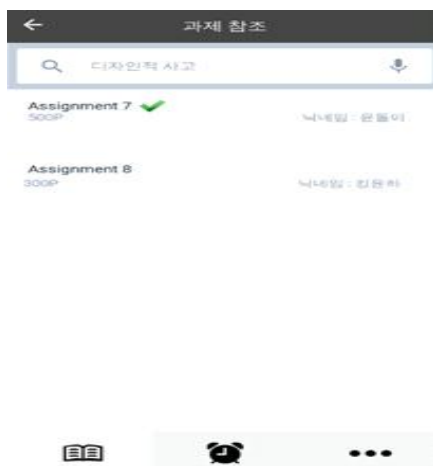 과제 참조
디자인적 사고
Assignment 7
500P
닉네임 : 윤돌이
Assignment 8
300P
닉네임 : 킹윤하